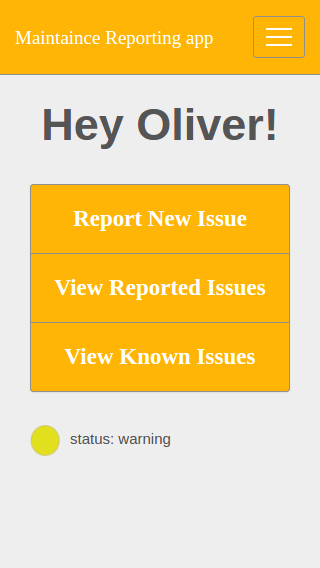 Maintaince Reporting app
Hey Oliver!
Report New Issue
View Reported Issues
View Known Issues
status: warning